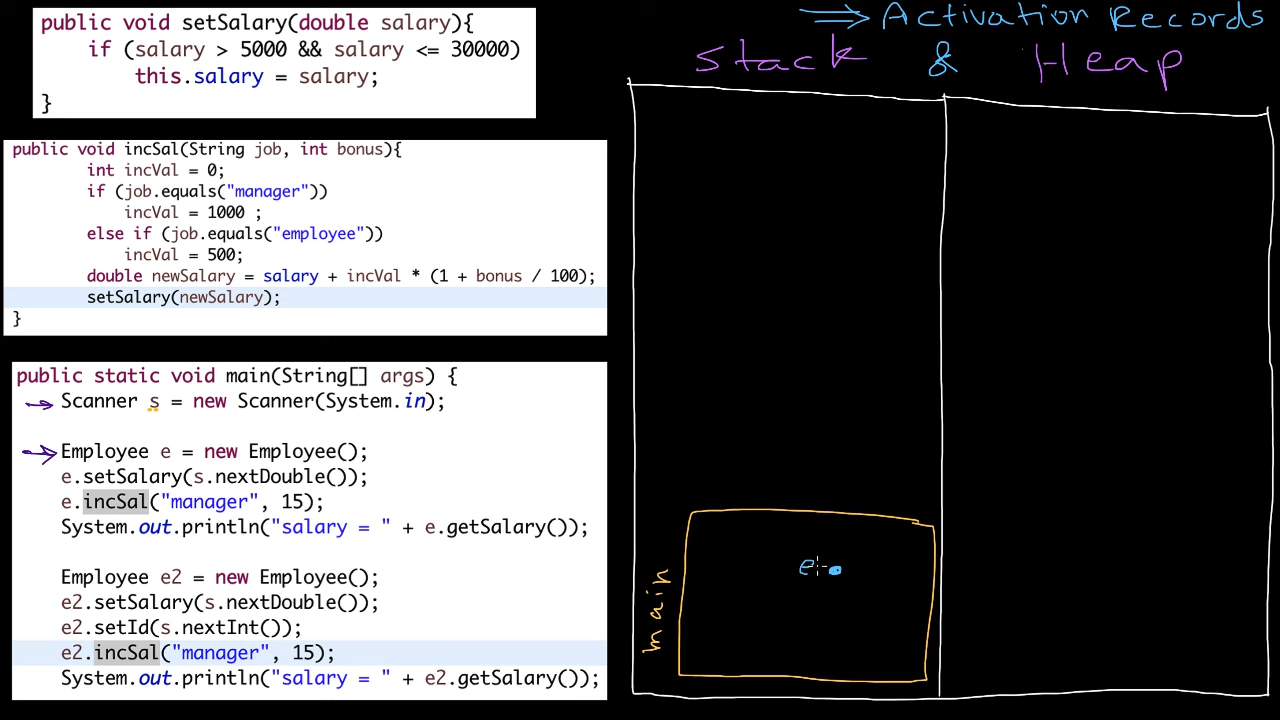 public void setSalary(double salary){
if (salary > 5000 && salary <= 30000)
this.salary = salary;
}
public void incSal(String job, int bonus){
int incVal = 0;
if (job.equals("manager"))
incVal = 1000 ;
else if (job.equals("employee"))
incVal = 500;
double newSalary = salary + incVal * (1 + bonus / 100);
setSalary(newSalary);
}
public static void main(String[] args) {
Scanner s = new Scanner(System.in);
Employee e = new Employee();
e.setSalary(s.nextDouble());
e.incSal("manager", 15);
System.out.println("salary = " + e.getSalary());
Employee e2 = new Employee();
e2.setSalary(s.nextDouble());
e2.setId(s.nextInt());
e2.incSal("manager", 15);
System.out.println("salary = " + e2.getSalary());
⇒ Activation Records
Stack & Heap
main
e